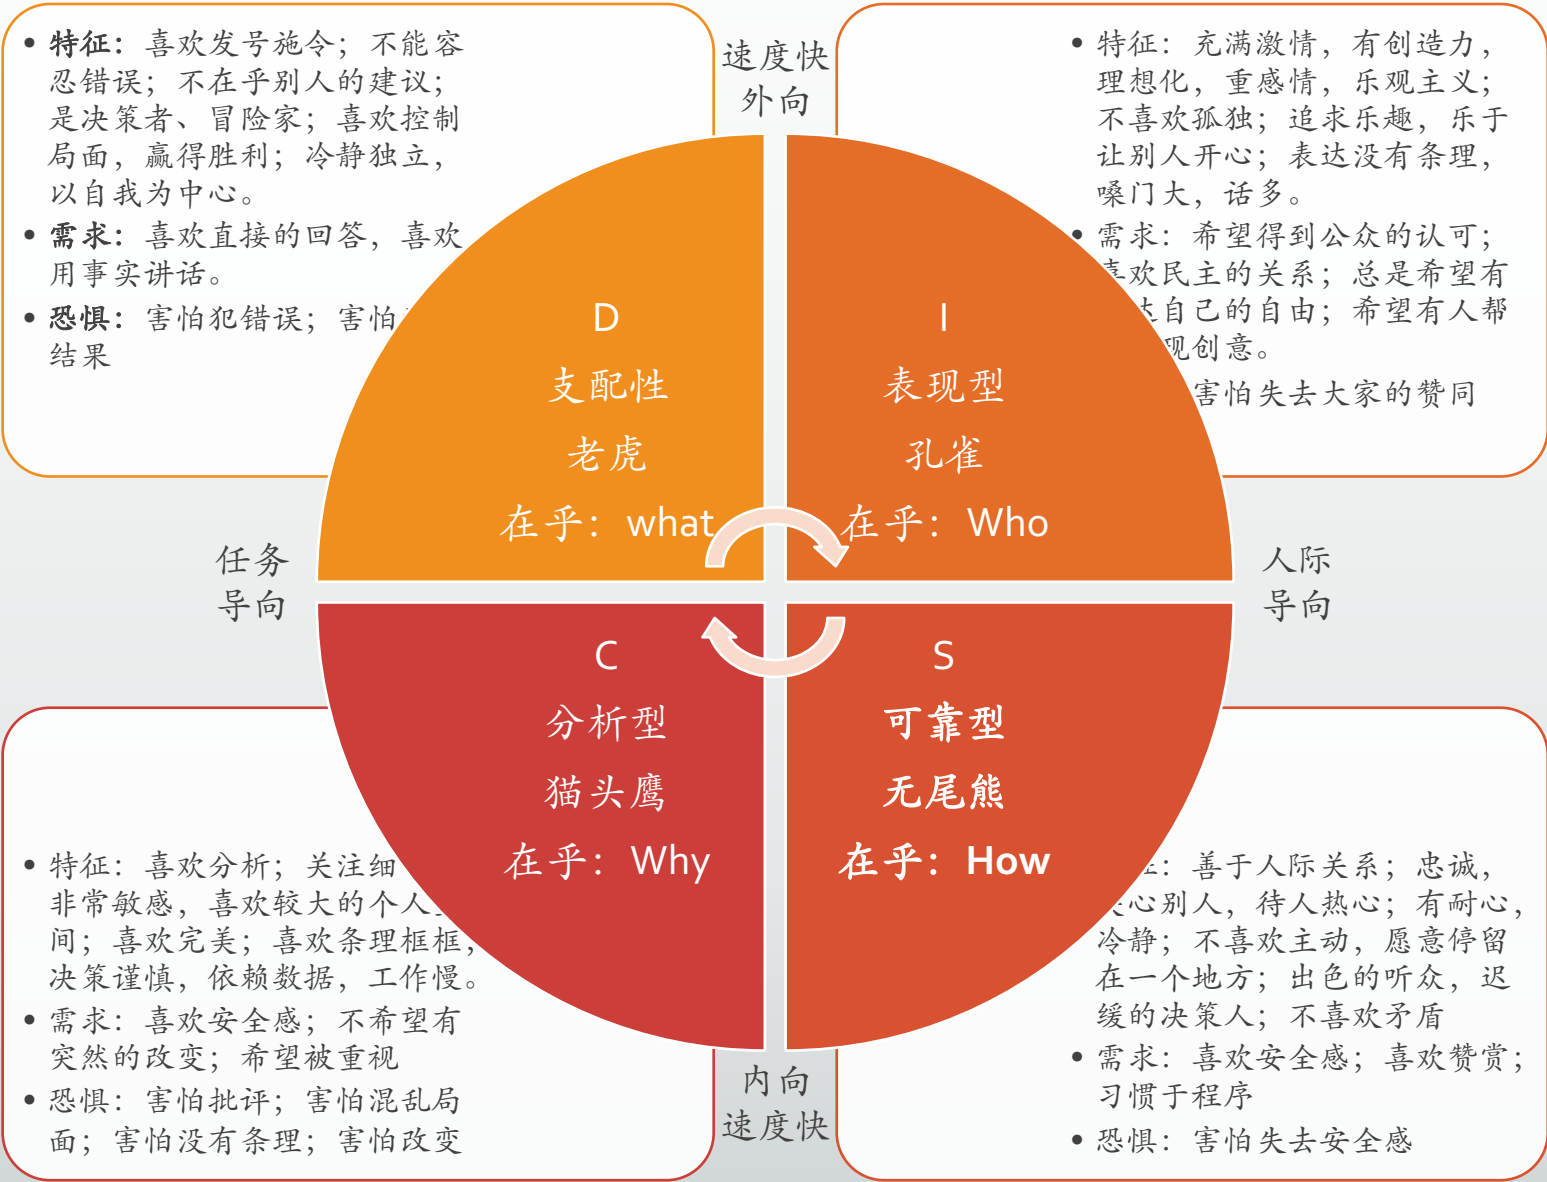 • 特征：喜欢发号施令；不能容
忍错误；不在乎别人的建议；
是决策者、冒险家；喜欢控制
局面，赢得胜利；冷静独立，
以自我为中心。
• 需求：喜欢直接的回答，喜欢
用事实讲话。
• 恐惧：害怕犯错误；害怕
结果
速度快
外向
• 特征：充满激情，有创造力，
理想化，重感情，乐观主义；
不喜欢孤独；追求乐趣，乐于
让别人开心；表达没有条理，
嗓门大，话多。
• 需求：希望得到公众的认可；
喜欢民主的关系；总是希望有
达自己的自由；希望有人帮
现创意。
害怕失去大家的赞同
D
支配性
老虎
在乎：what
I
表现型
孔雀
在乎：Who
任务
导向
人际
导向
C
分析型
猫头鹰
在乎：Why
S
可靠型
无尾熊
在乎：How
• 特征：喜欢分析；关注细
非常敏感，喜欢较大的个人
间；喜欢完美；喜欢条理框框，
决策谨慎，依赖数据，工作慢。
• 需求：喜欢安全感；不希望有
突然的改变；希望被重视
• 恐惧：害怕批评；害怕混乱局
面；害怕没有条理；害怕改变
内向
速度快
：善于人际关系；忠诚，
心别人，待人热心；有耐心，
冷静；不喜欢主动，愿意停留
在一个地方；出色的听众，迟
缓的决策人；不喜欢矛盾
• 需求：喜欢安全感；喜欢赞赏；
习惯于程序
• 恐惧：害怕失去安全感